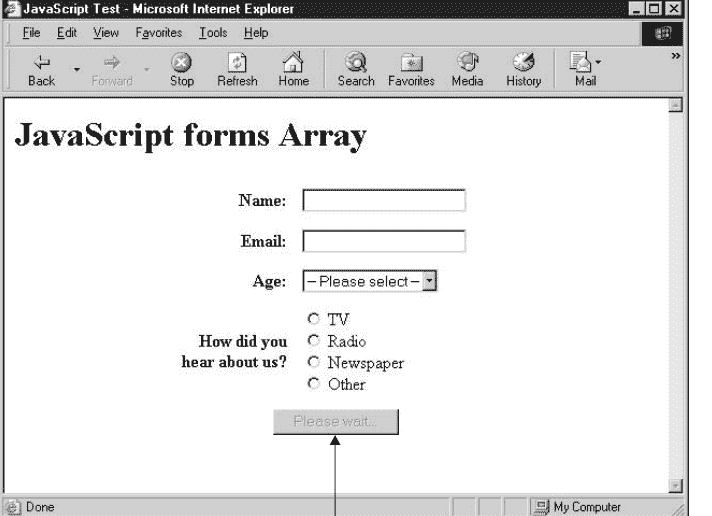 JavaScript Test - Microsoft Internet Explorer
File Edit View Favorites Tools Help
Back Forward Stop Refresh Home Search Favorites Media History Mail »
JavaScript forms Array
Name:
Email:
Age: -- Please select --
TV
How did you Radio
hear about us? Newspaper
Other
Please wait...
Done My Computer